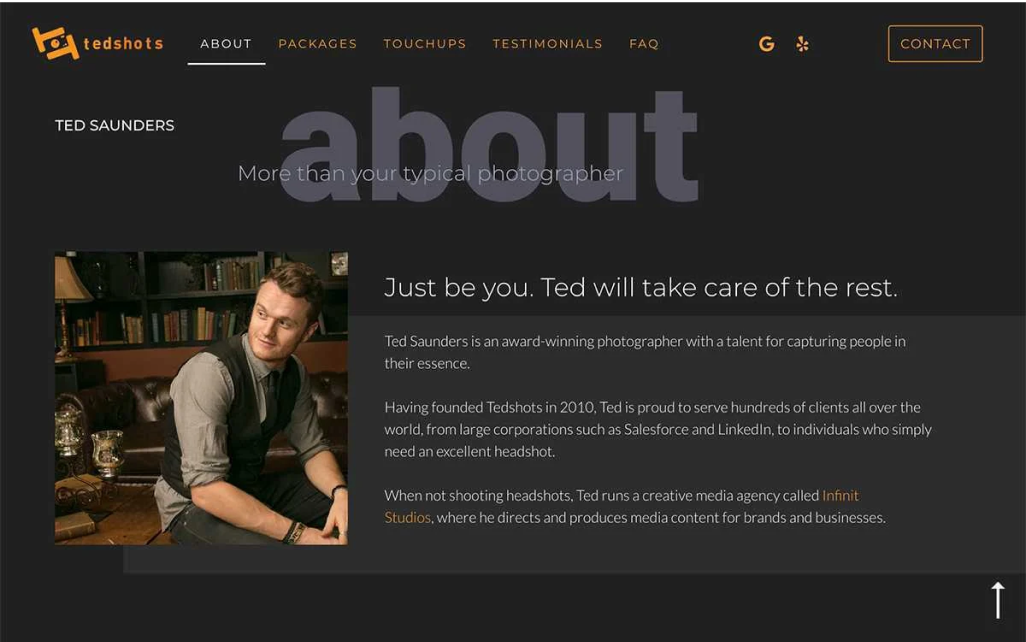 tedshots
ABOUT
PACKAGES
TOUCHUPS
TESTIMONIALS
FAQ
G
CONTACT
about
TED SAUNDERS
More than your typical photographer
Just be you. Ted will take care of the rest.
Ted Saunders is an award-winning photographer with a talent for capturing people in
their essence.
Having founded Tedshots in 2010, Ted is proud to serve hundreds of clients all over the
world, from large corporations such as Salesforce and LinkedIn, to individuals who simply
need an excellent headshot.
When not shooting headshots, Ted runs a creative media agency called Infinit
Studios, where he directs and produces media content for brands and businesses.